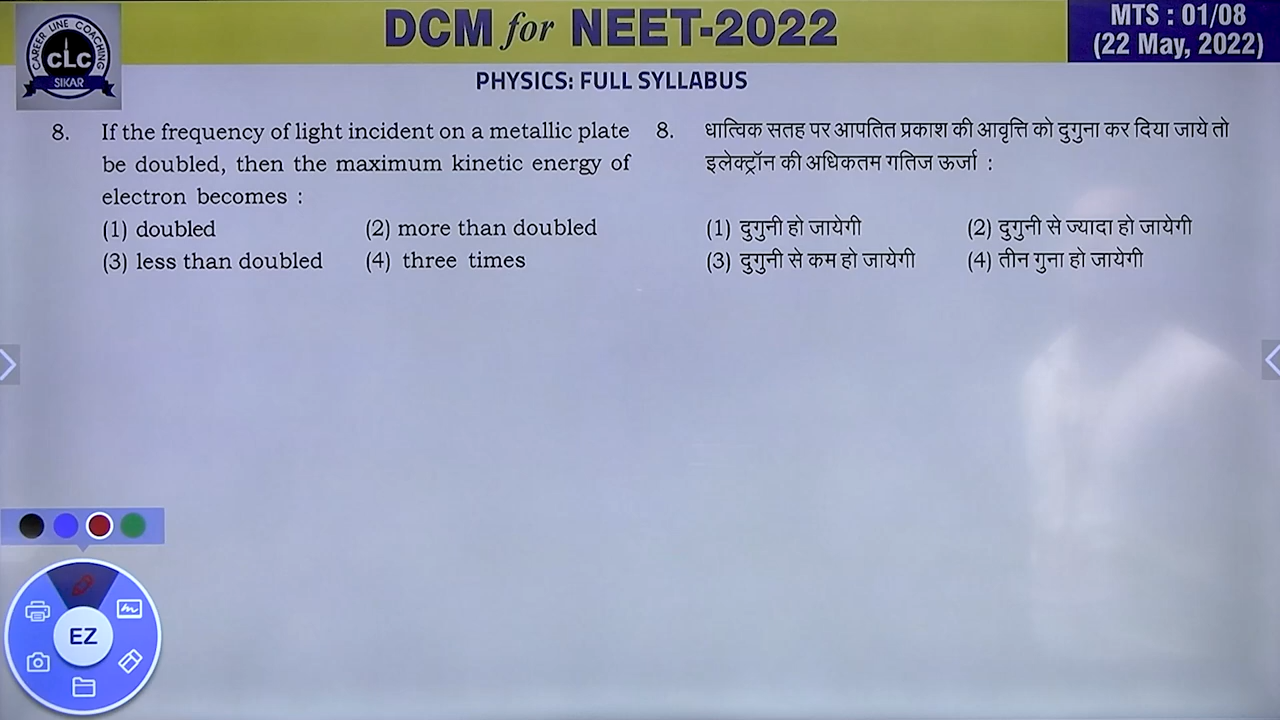 DCM for NEET-2022
MTS : 01/08
(22 May, 2022)
CAREER LINE COACHING
CLC
SIKAR
PHYSICS: FULL SYLLABUS
8. If the frequency of light incident on a metallic plate
be doubled, then the maximum kinetic energy of
electron becomes :
(1) doubled (2) more than doubled
(3) less than doubled (4) three times
8. धात्विक सतह पर आपतित प्रकाश की आवृत्ति को दुगुना कर दिया जाये तो
इलेक्ट्रॉन की अधिकतम गतिज ऊर्जा :
(1) दुगुनी हो जायेगी (2) दुगुनी से ज्यादा हो जायेगी
(3) दुगुनी से कम हो जायेगी (4) तीन गुना हो जायेगी
EZ